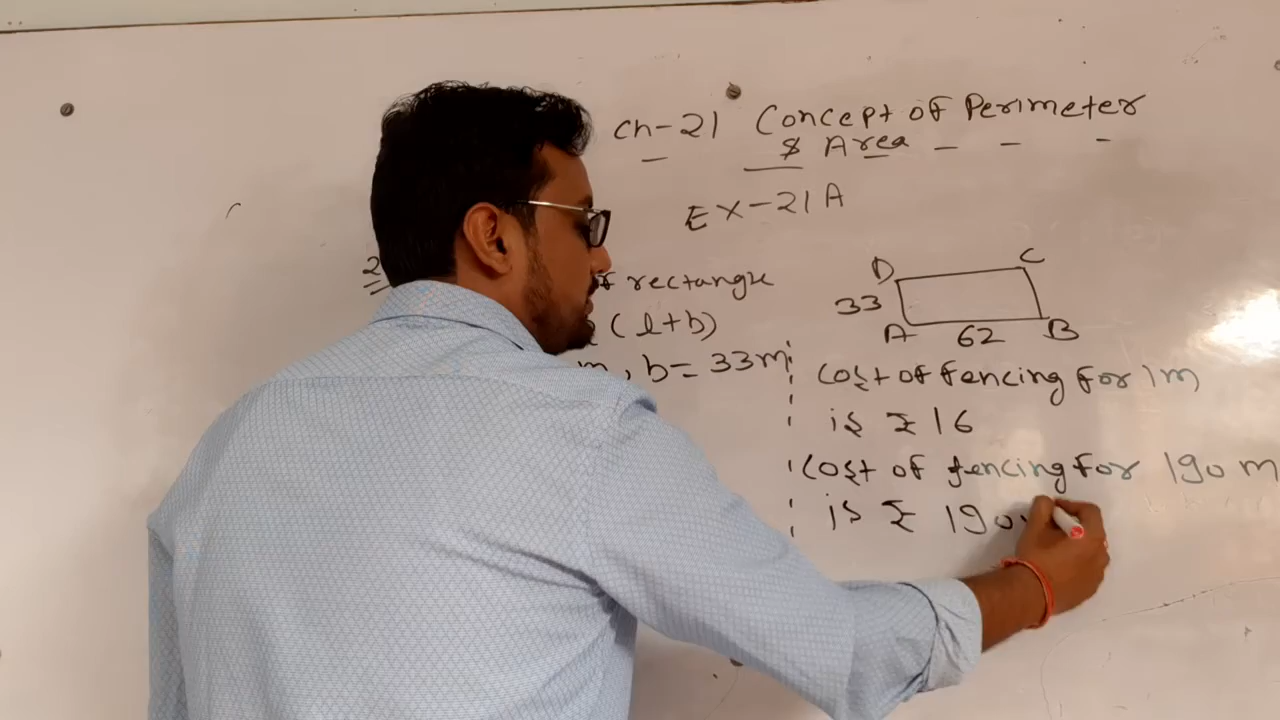 Ch-21 Concept of Perimeter
& Area
EX-21A
2
rectangle
(l+b)
m, b= 33m
D C
33
A 62 B
Cost of fencing for 1m
is ₹ 16
Cost of fencing for 190 m
is ₹ 190